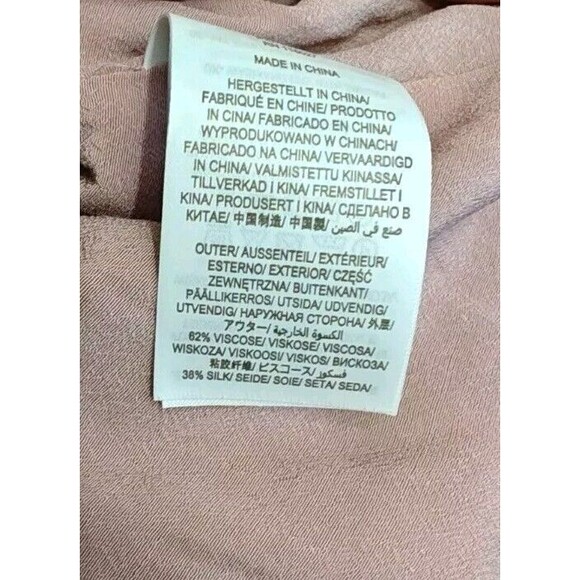 MADE IN CHINA
HERGESTELLT IN CHINA/
FABRIQUÉ EN CHINE/ PRODOTTO
IN CINA/ FABRICADO EN CHINA/
WYPRODUKOWANO W CHINACH/
FABRICADO NA CHINA/ VERVAARDIGD
IN CHINA/ VALMISTETTU KIINASSA/
TILLVERKAD I KINA/ FREMSTILLET I
KINA/ PRODUSERT I KINA/ СДЕЛАНО В
КИТАЕ/ 中国制造/ 中国製/ صنع في الصين
OUTER/ AUSSENTEIL/ EXTÉRIEUR/
ESTERNO/ EXTERIOR/ CZĘŚĆ
ZEWNĘTRZNA/ BUITENKANT/
PÄÄLLIKERROS/ UTSIDA/ UDVENDIG/
UTVENDIG/ НАРУЖНАЯ СТОРОНА/ 外层/
アウター/ الكسوة الخارجية
62% VISCOSE/ VISKOSE/ VISCOSA/
WISKOZA/ VISKOOSI/ VISKOS/ ВИСКОЗА/
粘胶纤维/ ビスコース/ فسكوز
38% SILK/ SEIDE/ SOIE/ SETA/ SEDA/